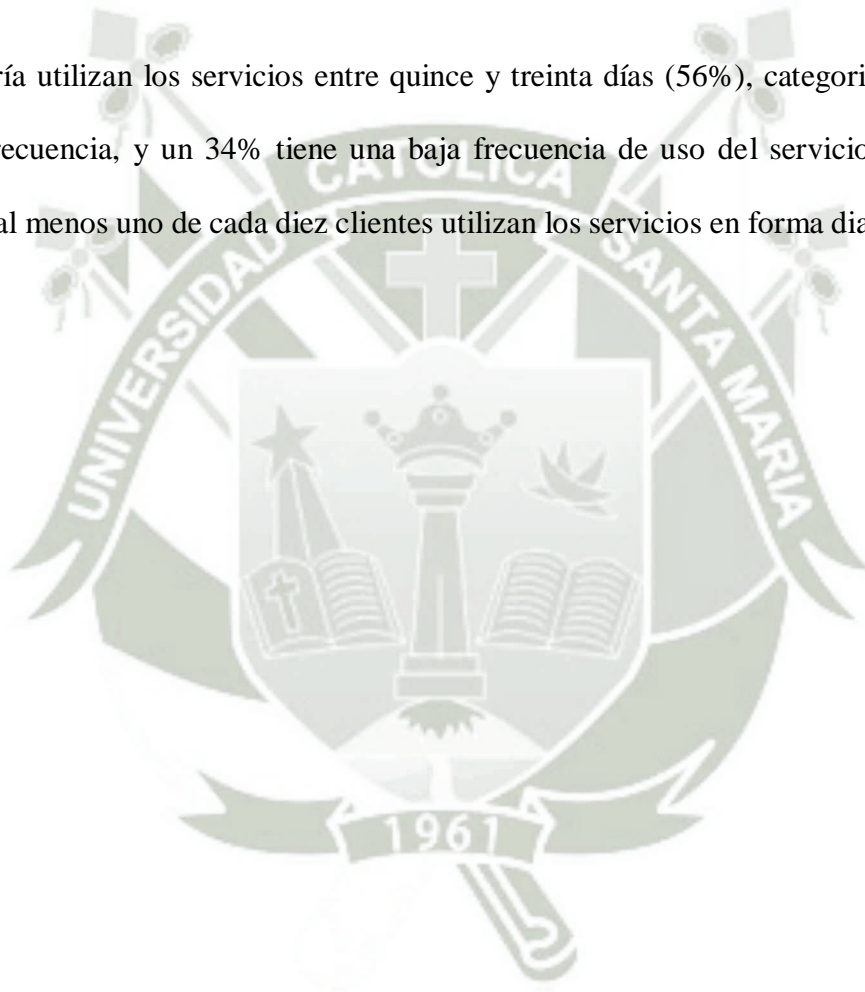 ría utilizan los servicios entre quince y treinta días (56%), categori
recuencia, y un 34% tiene una baja frecuencia de uso del servicio
al menos uno de cada diez clientes utilizan los servicios en forma dia
UNIVERSIDAD CATOLICA SANTA MARIA
1961